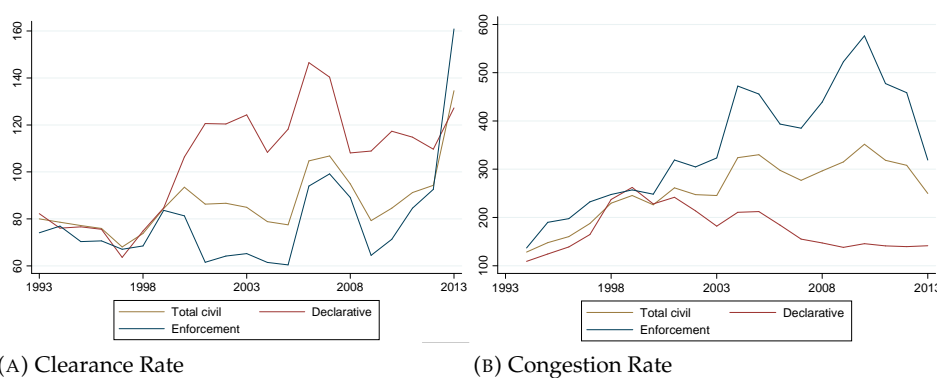 160
140
120
100
80
60
1993
1998
2003
2008
2013
Total civil
Declarative
Enforcement
(A) Clearance Rate
600
500
400
300
200
100
1993
1998
2003
2008
2013
Total civil
Declarative
Enforcement
(B) Congestion Rate